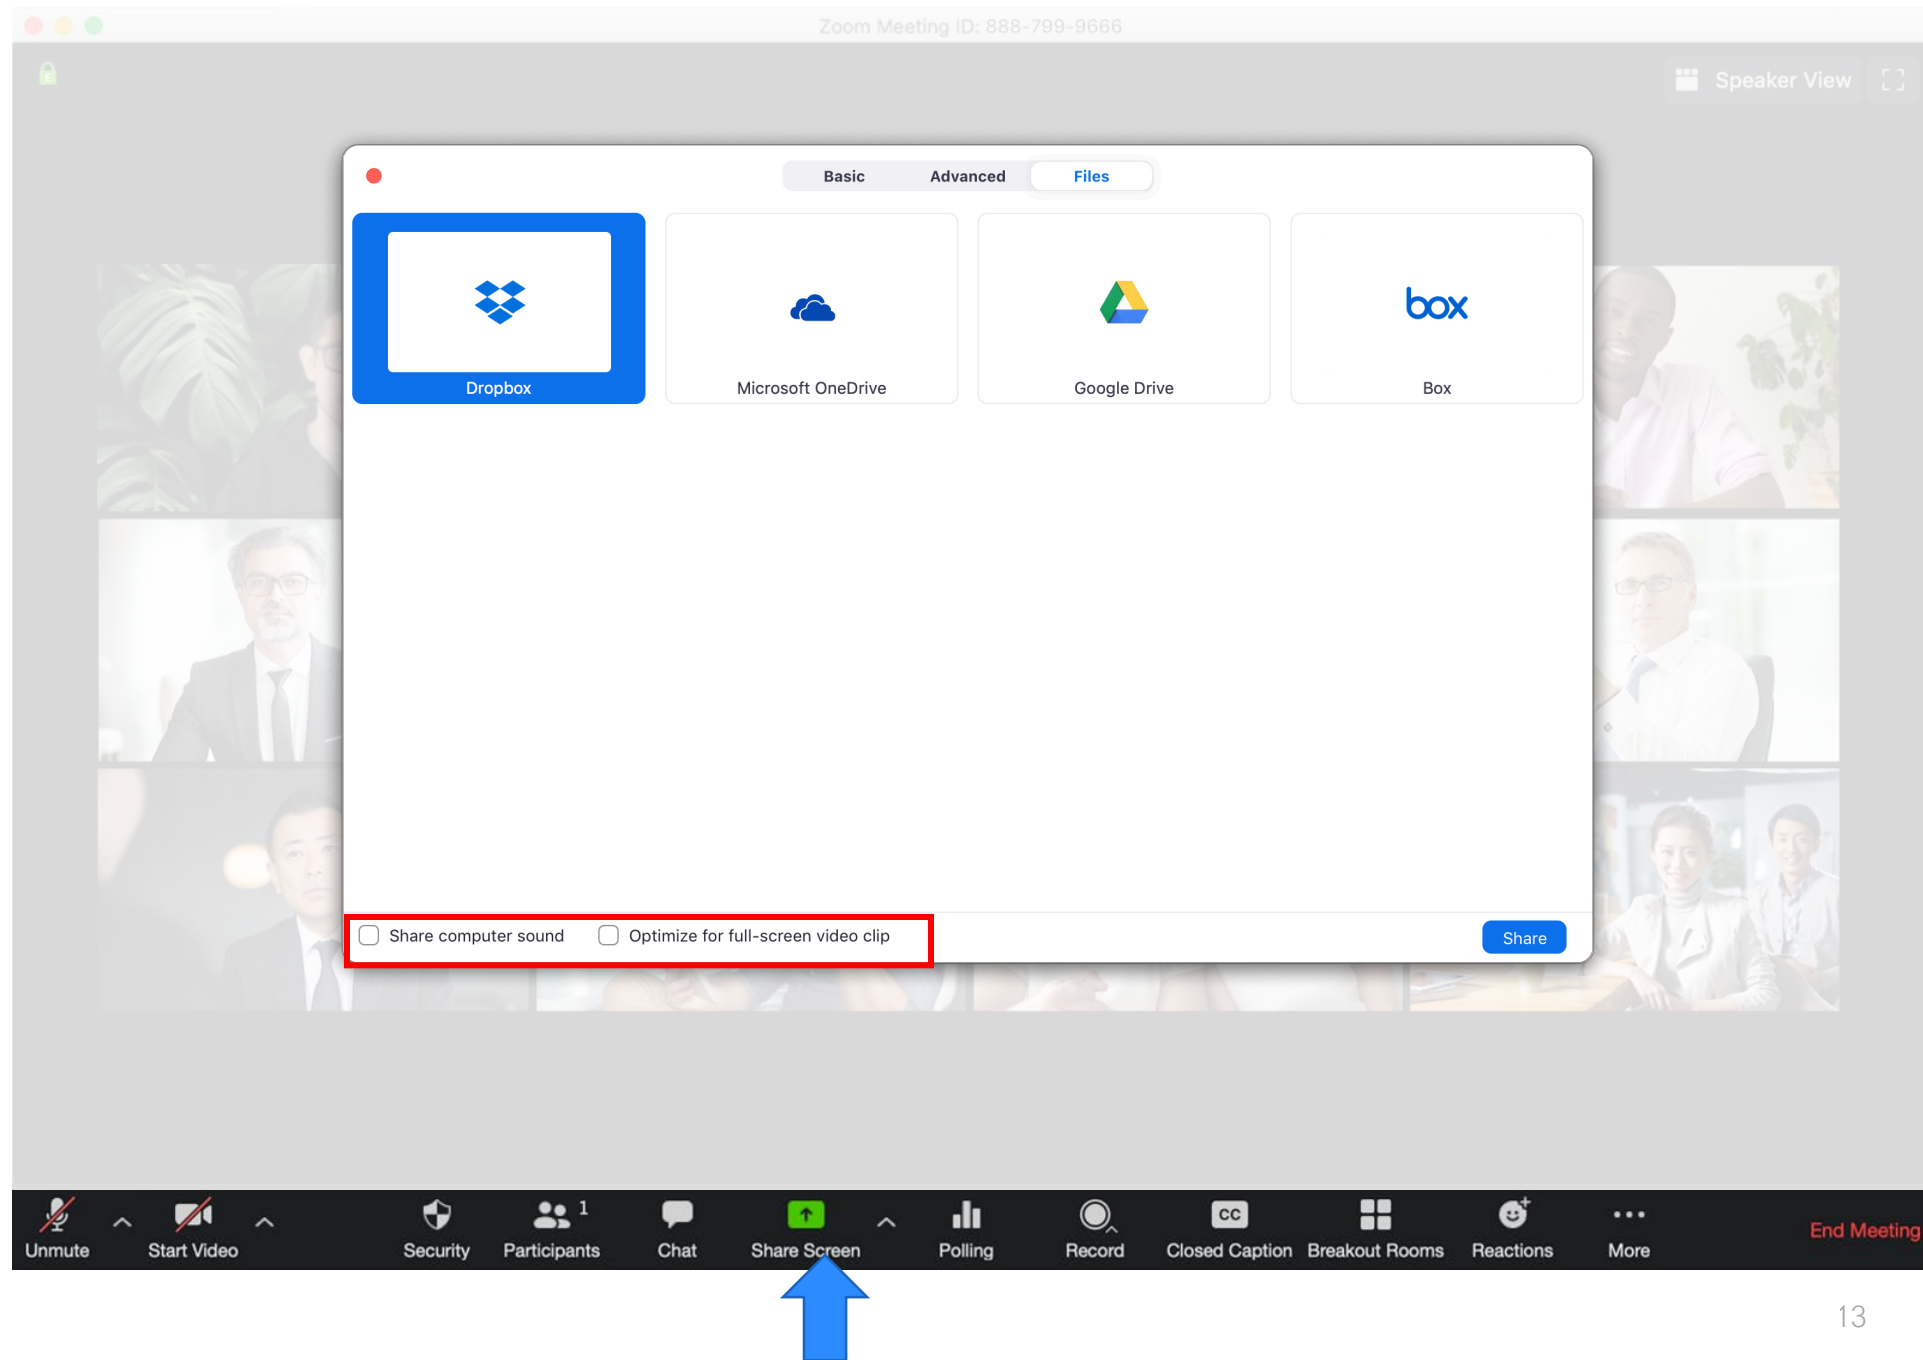 Zoom Meeting ID: 888-799-9666
Speaker View
Basic Advanced Files
box
Dropbox Microsoft OneDrive Google Drive Box
Share computer sound Optimize for full-screen video clip Share
1
CC
Unmute Start Video Security Participants Chat Share Screen Polling Record Closed Caption Breakout Rooms Reactions More End Meeting
13